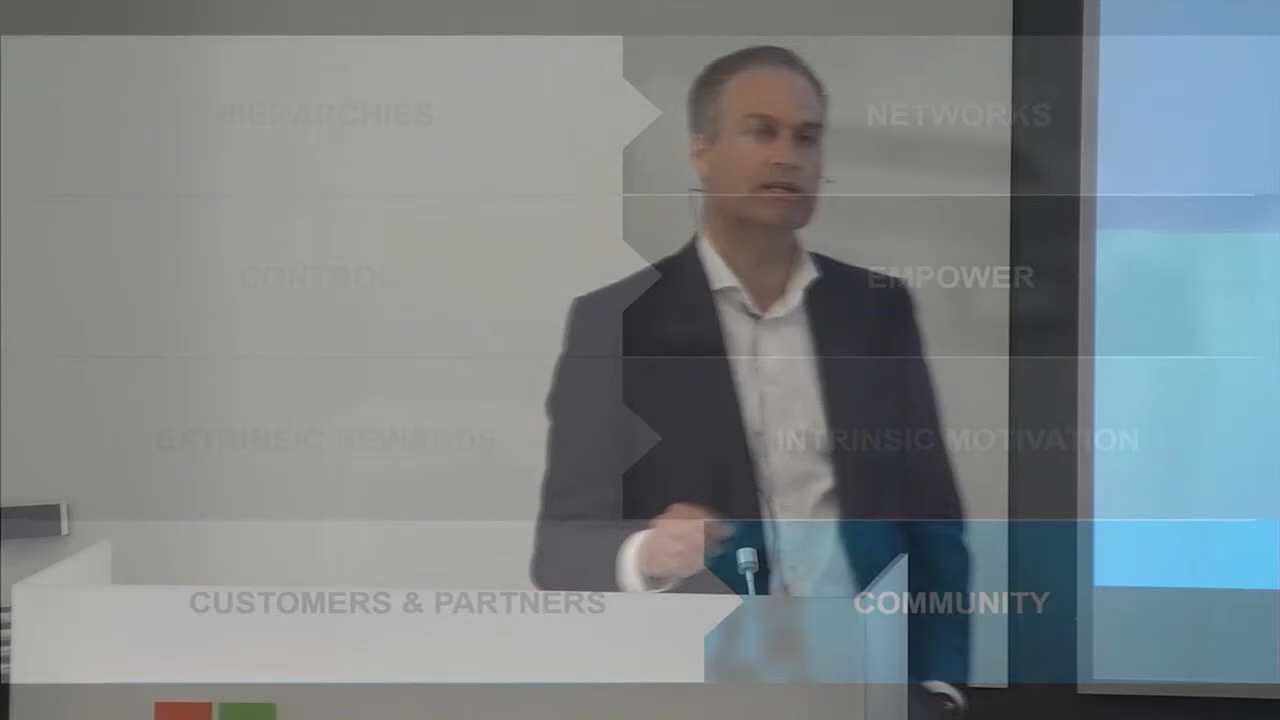 HIERARCHIES NETWORKS
CONTROL EMPOWER
EXTRINSIC REWARDS INTRINSIC MOTIVATION
CUSTOMERS & PARTNERS COMMUNITY